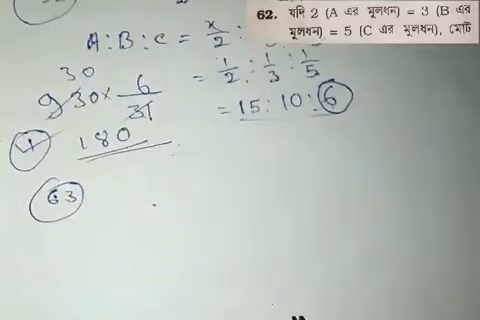 62. যদি 2 (A এর মূলধন) = 3 (B এর
মূলধন) = 5 (C এর মূলধন), মোট
A : B : C = x/2 :
= 1/2 : 1/3 : 1/5
= 15 : 10 : 6
30
930 × 6/31
180
63